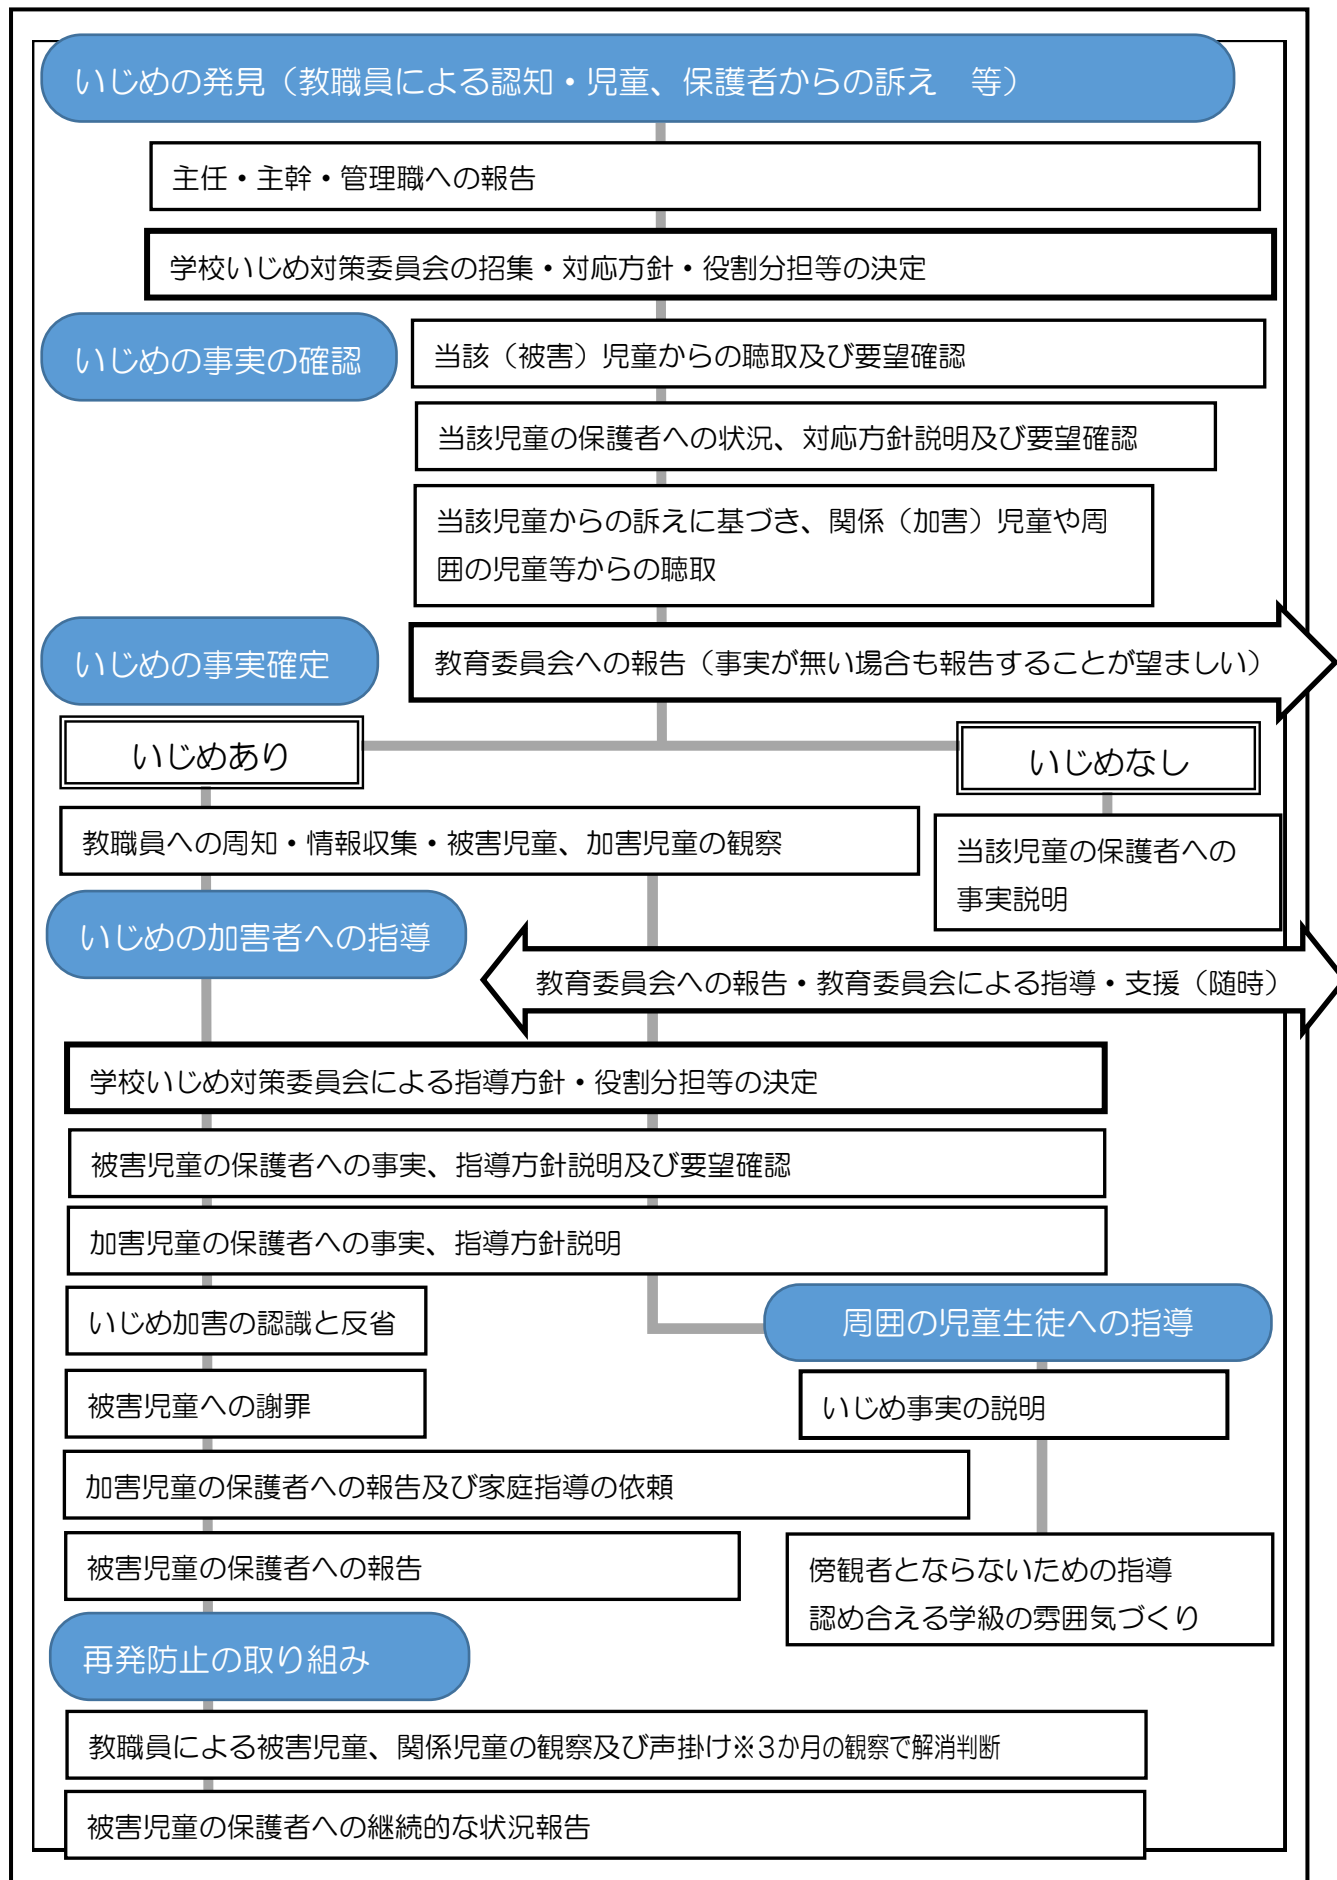 いじめの発見（教職員による認知・児童、保護者からの訴え　等）
主任・主幹・管理職への報告
学校いじめ対策委員会の招集・対応方針・役割分担等の決定
いじめの事実の確認
当該（被害）児童からの聴取及び要望確認
当該児童の保護者への状況、対応方針説明及び要望確認
当該児童からの訴えに基づき、関係（加害）児童や周
囲の児童等からの聴取
いじめの事実確定
教育委員会への報告（事実が無い場合も報告することが望ましい）
いじめあり
いじめなし
教職員への周知・情報収集・被害児童、加害児童の観察
当該児童の保護者への
事実説明
いじめの加害者への指導
教育委員会への報告・教育委員会による指導・支援（随時）
学校いじめ対策委員会による指導方針・役割分担等の決定
被害児童の保護者への事実、指導方針説明及び要望確認
加害児童の保護者への事実、指導方針説明
いじめ加害の認識と反省
周囲の児童生徒への指導
被害児童への謝罪
いじめ事実の説明
加害児童の保護者への報告及び家庭指導の依頼
被害児童の保護者への報告
傍観者とならないための指導
認め合える学級の雰囲気づくり
再発防止の取り組み
教職員による被害児童、関係児童の観察及び声掛け※3か月の観察で解消判断
被害児童の保護者への継続的な状況報告